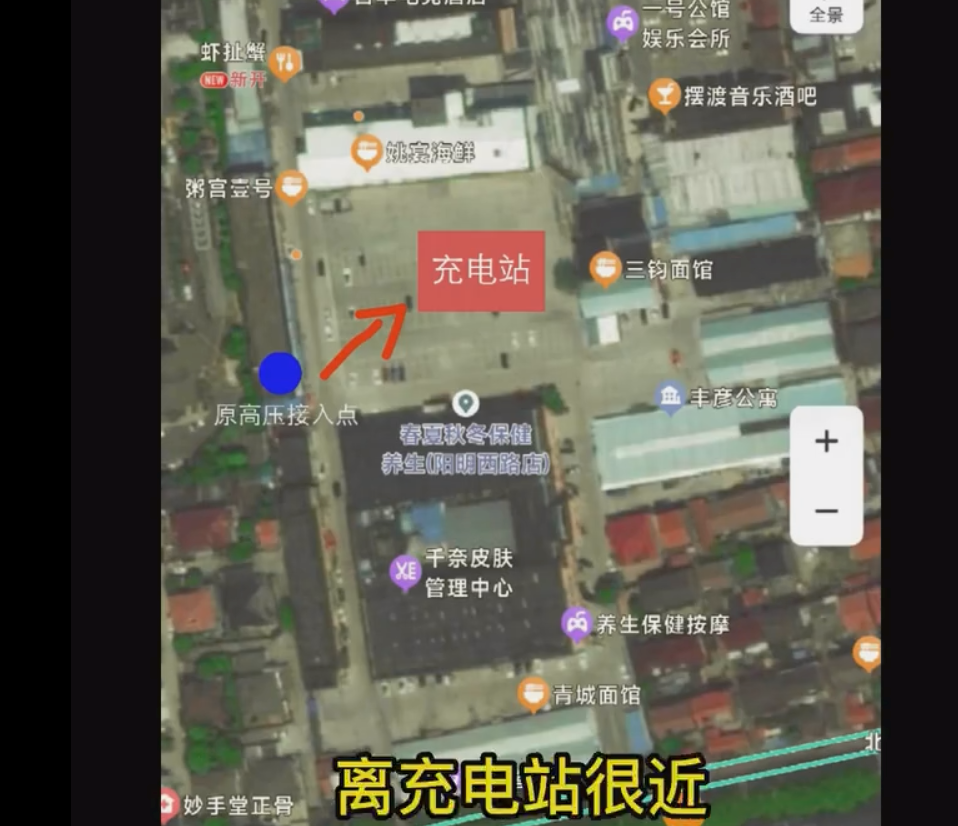 全景
一号公馆
娱乐会所
虾扯蟹
NEW 新开
摆渡音乐酒吧
姚宴海鲜
粥宫壹号
充电站
三钧面馆
丰彦公寓
原高压接入点
春夏秋冬保健
养生(阳明西路店)
+
−
千奈皮肤
管理中心
养生保健按摩
青城面馆
北
离充电站很近
妙手堂正骨